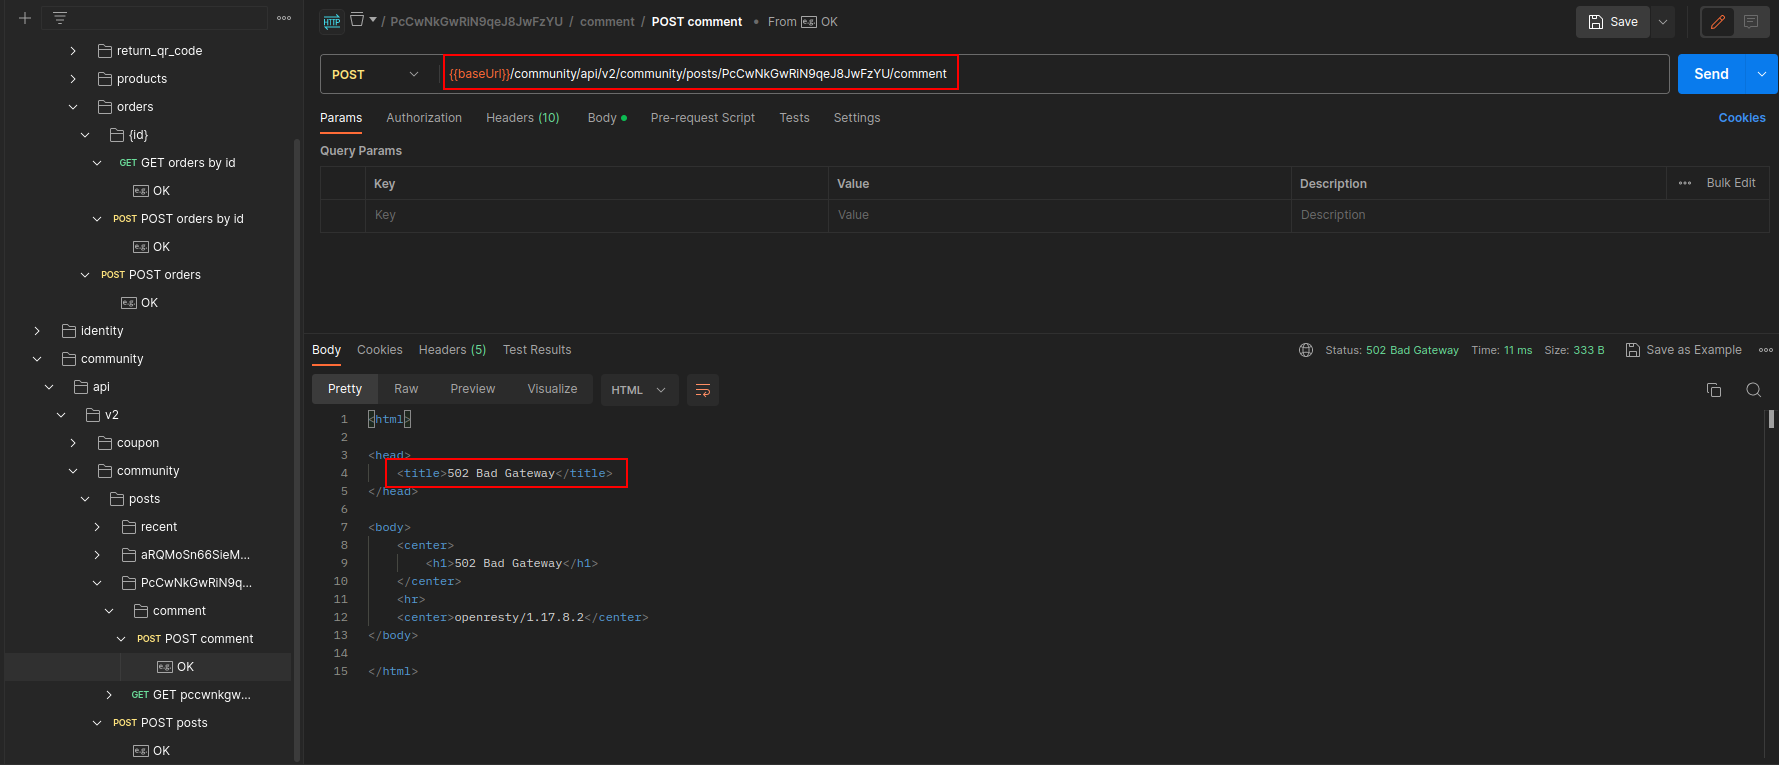 return_qr_code
products
orders
{id}
GET GET orders by id
e.g. OK
POST POST orders by id
e.g. OK
POST POST orders
e.g. OK
identity
community
api
v2
coupon
community
posts
recent
aRQMoSn66SieM...
PcCwNkGwRiN9q...
comment
POST POST comment
e.g. OK
GET GET pccwnkgw...
POST POST posts
e.g. OK
HTTP / PcCwNkGwRiN9qeJ8JwFzYU / comment / POST comment • From e.g. OK
Save
POST {{baseUrl}}/community/api/v2/community/posts/PcCwNkGwRiN9qeJ8JwFzYU/comment
Send
Params Authorization Headers (10) Body Pre-request Script Tests Settings Cookies
Query Params
Key Value Description Bulk Edit
Key Value Description
Body Cookies Headers (5) Test Results Status: 502 Bad Gateway Time: 11 ms Size: 333 B Save as Example
Pretty Raw Preview Visualize HTML
1 <html>
2
3 <head>
4 <title>502 Bad Gateway</title>
5 </head>
6
7 <body>
8 <center>
9 <h1>502 Bad Gateway</h1>
10 </center>
11 <hr>
12 <center>openresty/1.17.8.2</center>
13 </body>
14
15 </html>